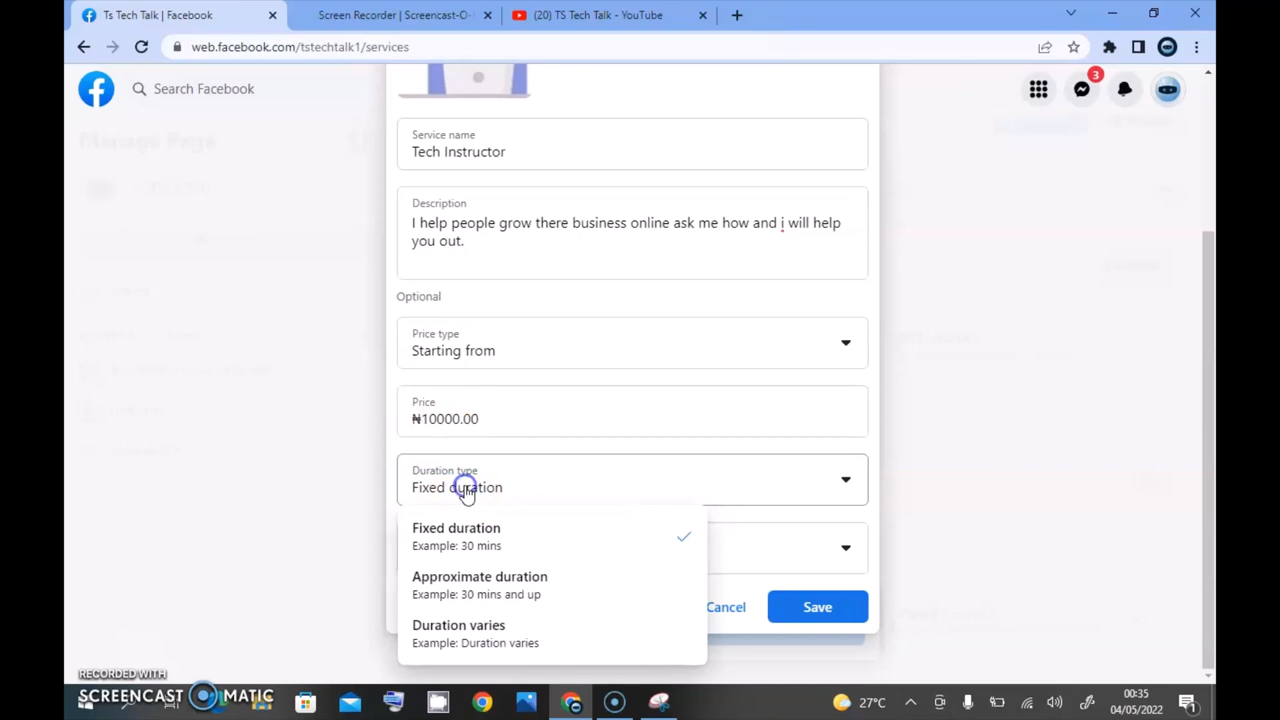 Ts Tech Talk | Facebook
Screen Recorder | Screencast-O-
(20) TS Tech Talk - YouTube
web.facebook.com/tstechtalk1/services
Search Facebook
3
Manage Page
Service name
Tech Instructor
Description
I help people grow there business online ask me how and i will help
you out.
Optional
Price type
Starting from
Price
₦10000.00
Duration type
Fixed duration
Fixed duration
Example: 30 mins
Approximate duration
Example: 30 mins and up
Duration varies
Example: Duration varies
Cancel
Save
RECORDED WITH
SCREENCAST MATIC
27°C
00:35
04/05/2022
1